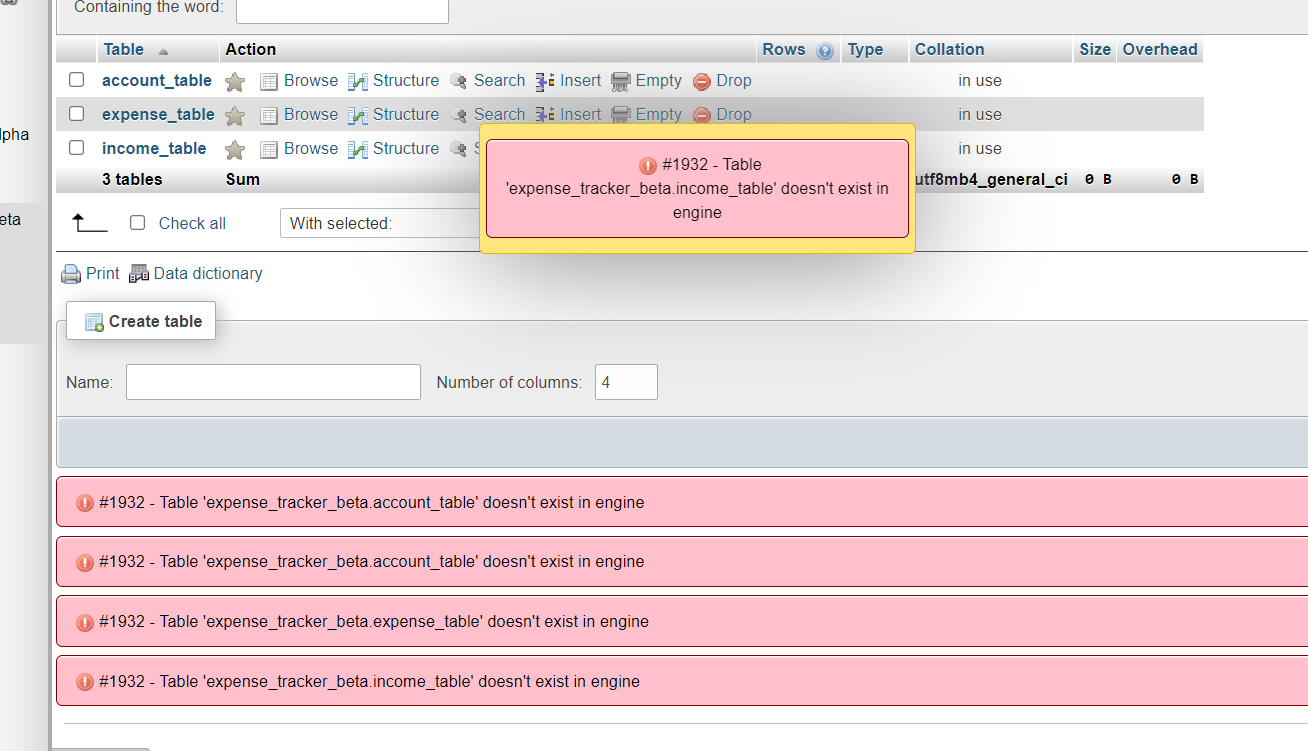 Containing the word:
Table Action Rows Type Collation Size Overhead
account_table Browse Structure Search Insert Empty Drop in use
lpha
expense_table Browse Structure Search Insert Empty Drop in use
income_table Browse Structure in use
#1932 - Table
'expense_tracker_beta.income_table' doesn't exist in
engine
3 tables Sum utf8mb4_general_ci 0 B 0 B
eta
Check all With selected:
Print Data dictionary
Create table
Name: Number of columns: 4
#1932 - Table 'expense_tracker_beta.account_table' doesn't exist in engine
#1932 - Table 'expense_tracker_beta.account_table' doesn't exist in engine
#1932 - Table 'expense_tracker_beta.expense_table' doesn't exist in engine
#1932 - Table 'expense_tracker_beta.income_table' doesn't exist in engine